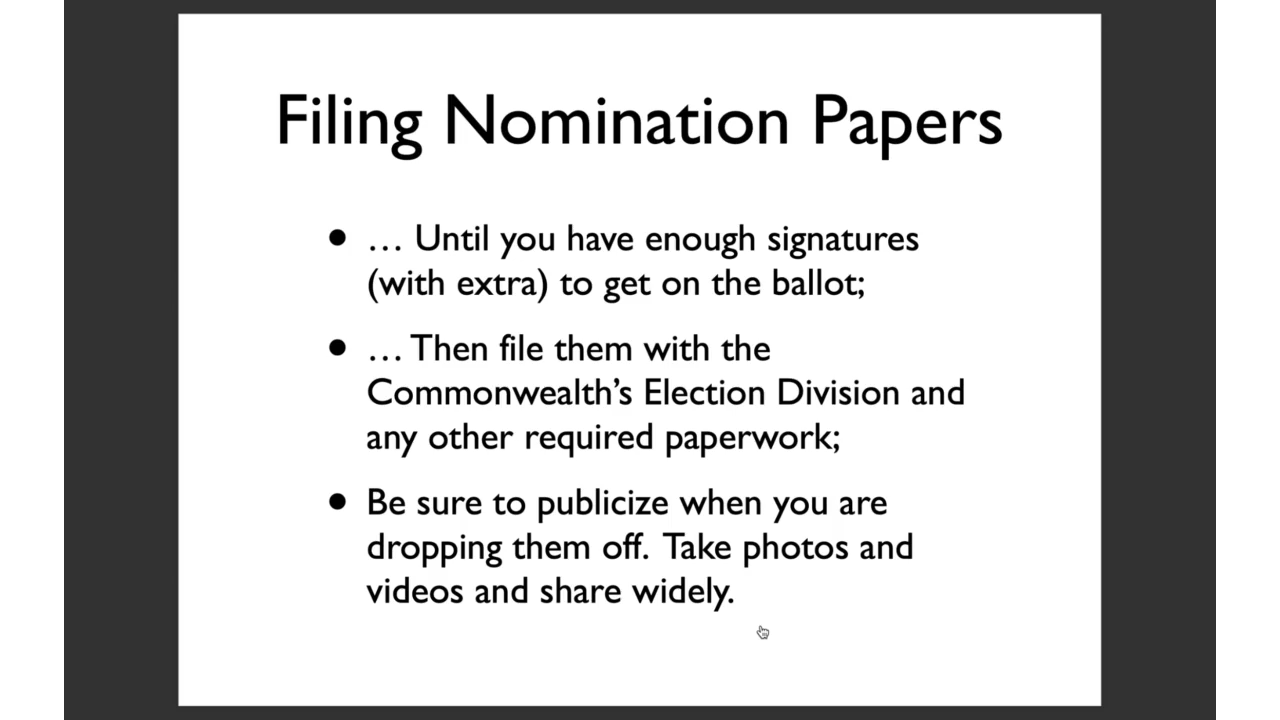 Filing Nomination Papers
• … Until you have enough signatures
(with extra) to get on the ballot;
• … Then file them with the
Commonwealth’s Election Division and
any other required paperwork;
• Be sure to publicize when you are
dropping them off.  Take photos and
videos and share widely.